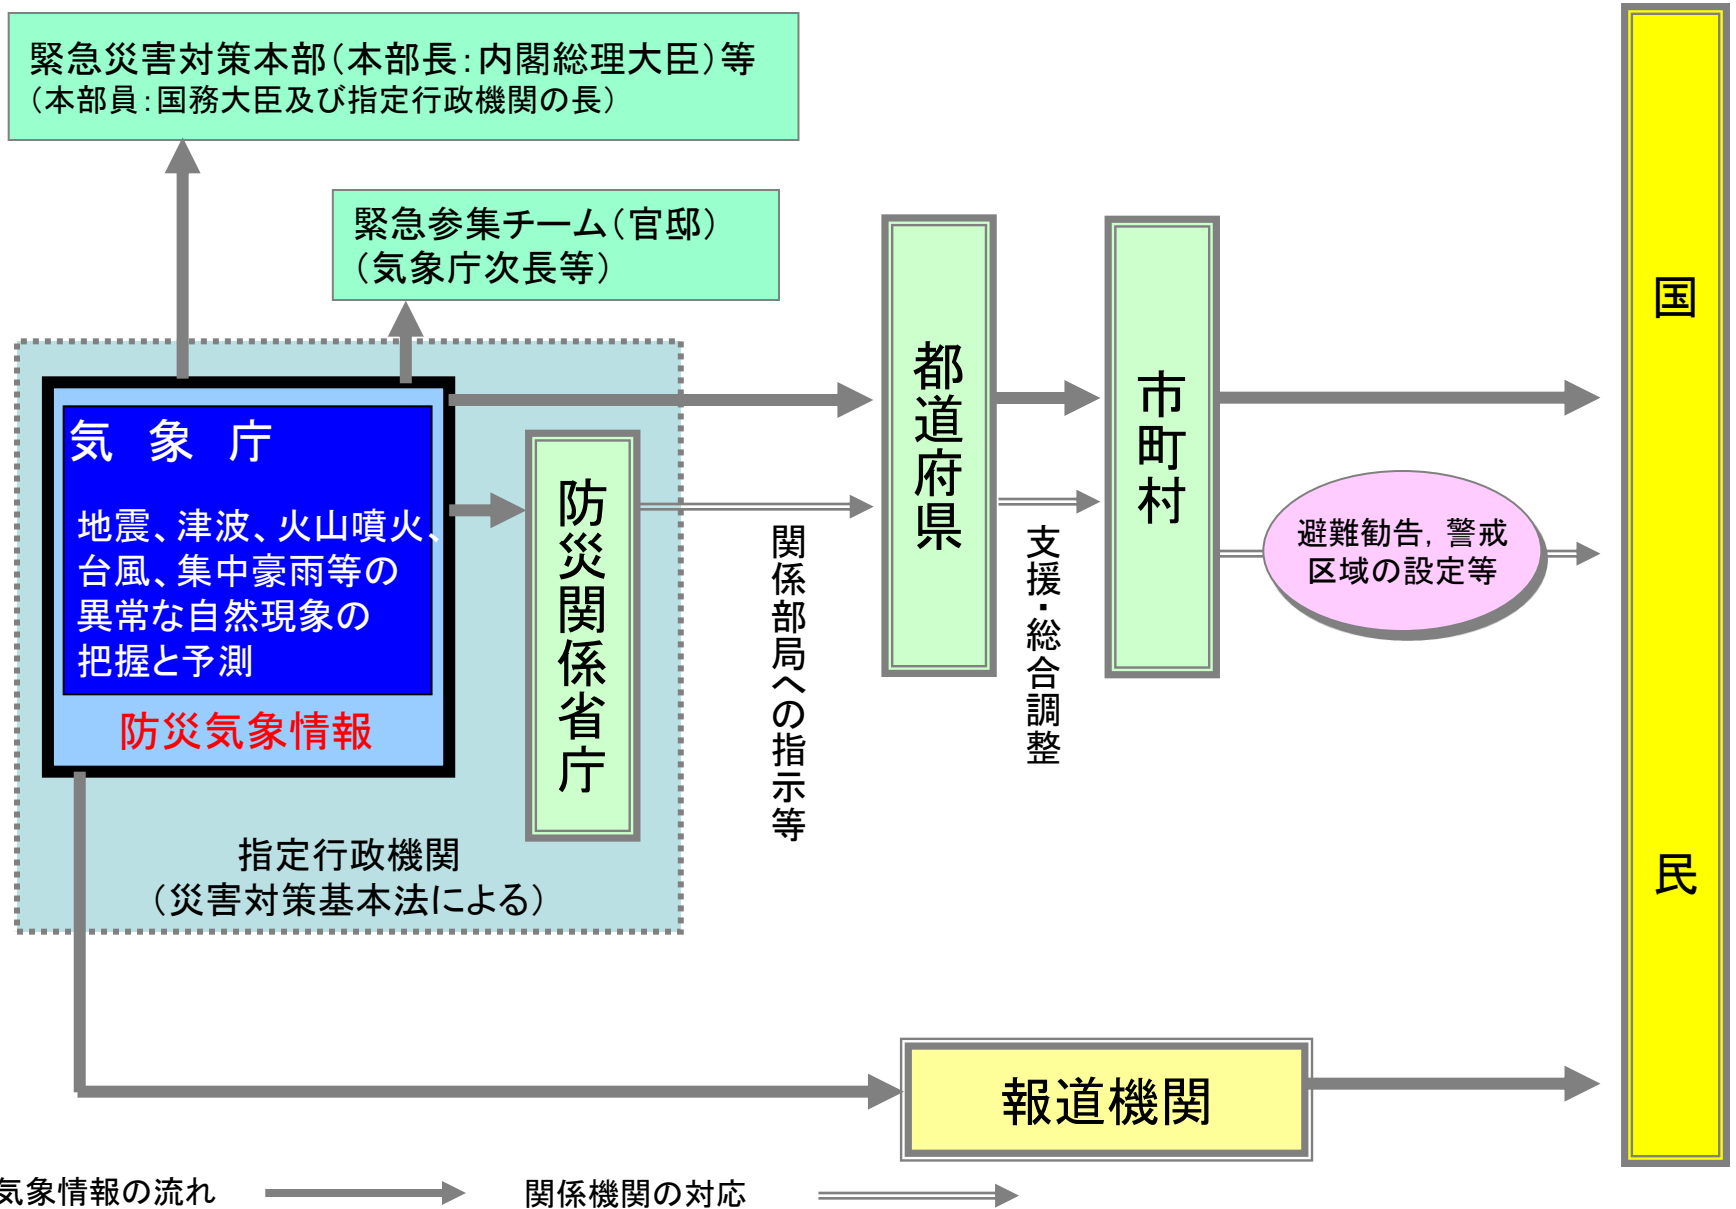 緊急災害対策本部（本部長：内閣総理大臣）等
（本部員：国務大臣及び指定行政機関の長）
緊急参集チーム（官邸）
（気象庁次長等）
気 象 庁
地震、津波、火山噴火、
台風、集中豪雨等の
異常な自然現象の
把握と予測
防災気象情報
防災関係省庁
指定行政機関
（災害対策基本法による）
関係部局への指示等
都道府県
支援・総合調整
市町村
避難勧告，警戒
区域の設定等
国 民
報道機関
気象情報の流れ
関係機関の対応